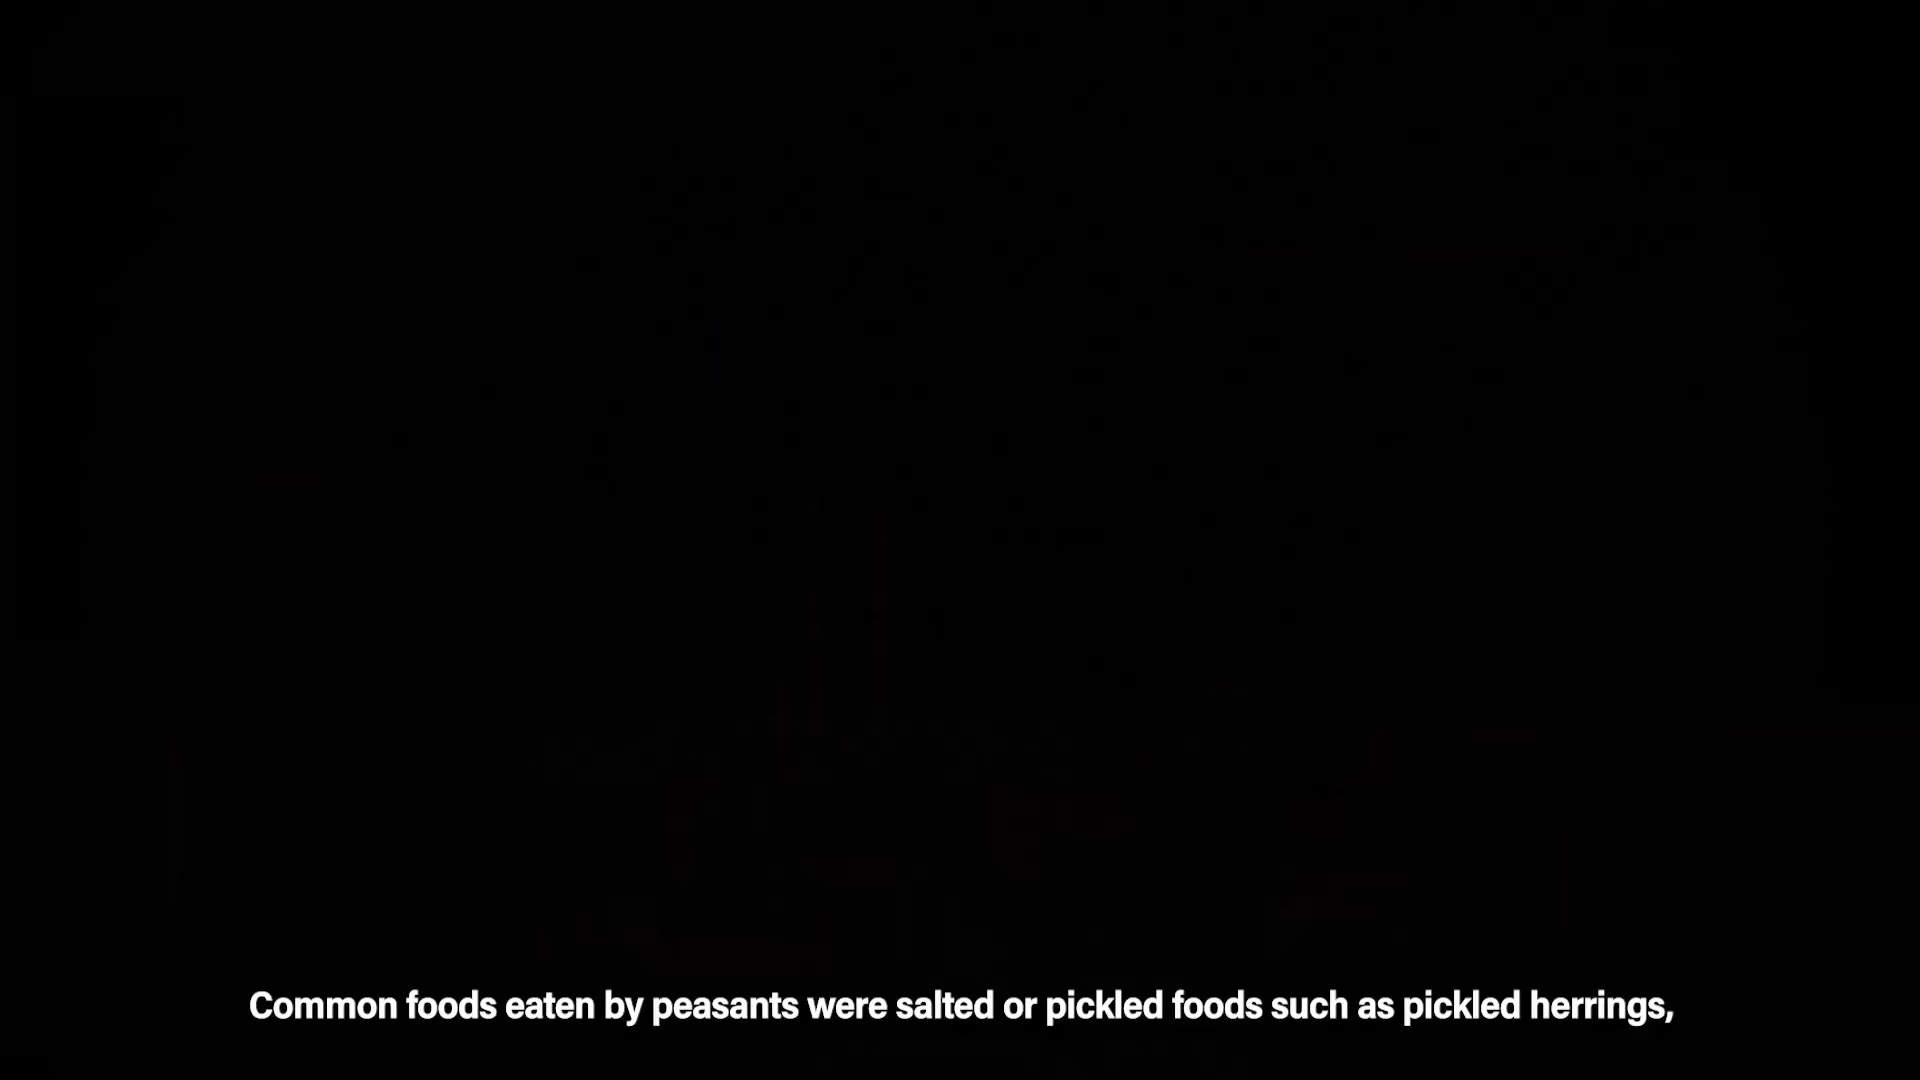 Common foods eaten by peasants were salted or pickled foods such as pickled herrings,